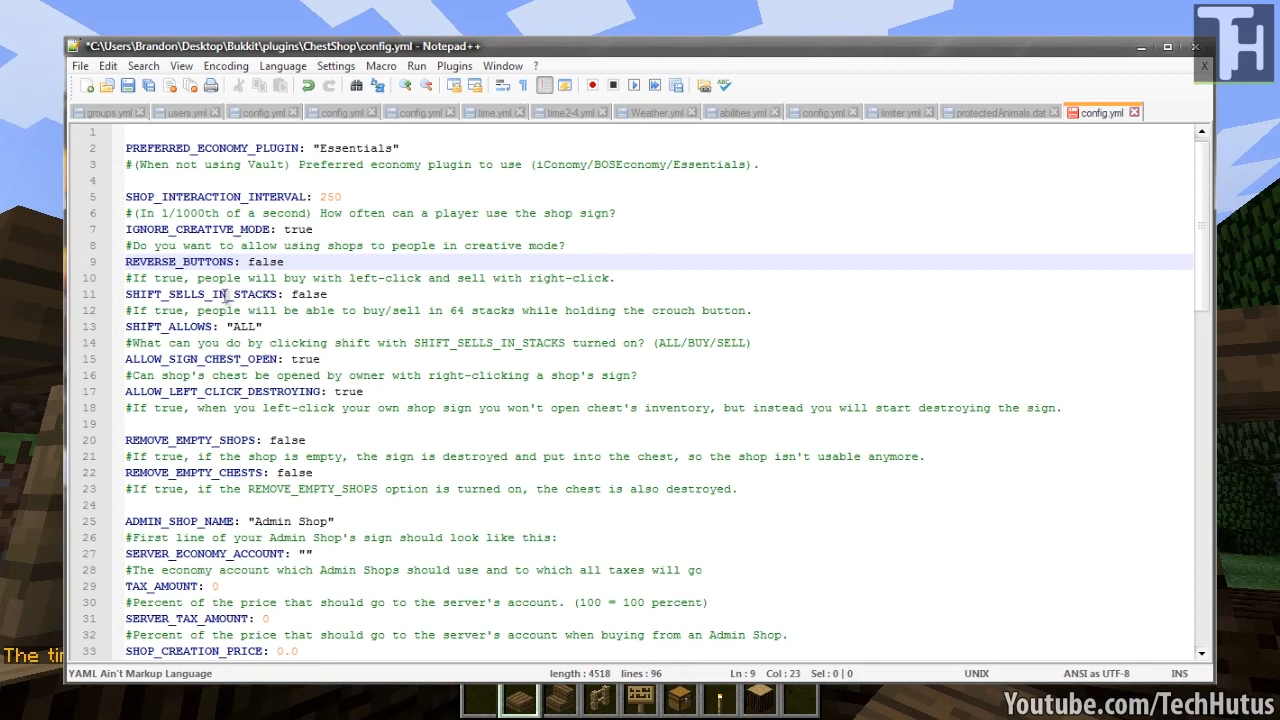 TH
*C:\Users\Brandon\Desktop\Bukkit\plugins\ChestShop\config.yml - Notepad++
File Edit Search View Encoding Language Settings Macro Run Plugins Window ? X
groups.yml users.yml config.yml config.yml config.yml time.yml time2-4.yml Weather.yml abilities.yml config.yml limiter.yml protectedAnimals.dat config.yml
1
2 PREFERRED_ECONOMY_PLUGIN: "Essentials"
3 #(When not using Vault) Preferred economy plugin to use (iConomy/BOSEconomy/Essentials).
4
5 SHOP_INTERACTION_INTERVAL: 250
6 #(In 1/1000th of a second) How often can a player use the shop sign?
7 IGNORE_CREATIVE_MODE: true
8 #Do you want to allow using shops to people in creative mode?
9 REVERSE_BUTTONS: false
10 #If true, people will buy with left-click and sell with right-click.
11 SHIFT_SELLS_IN_STACKS: false
12 #If true, people will be able to buy/sell in 64 stacks while holding the crouch button.
13 SHIFT_ALLOWS: "ALL"
14 #What can you do by clicking shift with SHIFT_SELLS_IN_STACKS turned on? (ALL/BUY/SELL)
15 ALLOW_SIGN_CHEST_OPEN: true
16 #Can shop's chest be opened by owner with right-clicking a shop's sign?
17 ALLOW_LEFT_CLICK_DESTROYING: true
18 #If true, when you left-click your own shop sign you won't open chest's inventory, but instead you will start destroying the sign.
19
20 REMOVE_EMPTY_SHOPS: false
21 #If true, if the shop is empty, the sign is destroyed and put into the chest, so the shop isn't usable anymore.
22 REMOVE_EMPTY_CHESTS: false
23 #If true, if the REMOVE_EMPTY_SHOPS option is turned on, the chest is also destroyed.
24
25 ADMIN_SHOP_NAME: "Admin Shop"
26 #First line of your Admin Shop's sign should look like this:
27 SERVER_ECONOMY_ACCOUNT: ""
28 #The economy account which Admin Shops should use and to which all taxes will go
29 TAX_AMOUNT: 0
30 #Percent of the price that should go to the server's account. (100 = 100 percent)
31 SERVER_TAX_AMOUNT: 0
32 #Percent of the price that should go to the server's account when buying from an Admin Shop.
33 SHOP_CREATION_PRICE: 0.0
The ti
YAML Ain't Markup Language length : 4518 lines : 96 Ln : 9 Col : 23 Sel : 0 | 0 UNIX ANSI as UTF-8 INS
Youtube.com/TechHutus